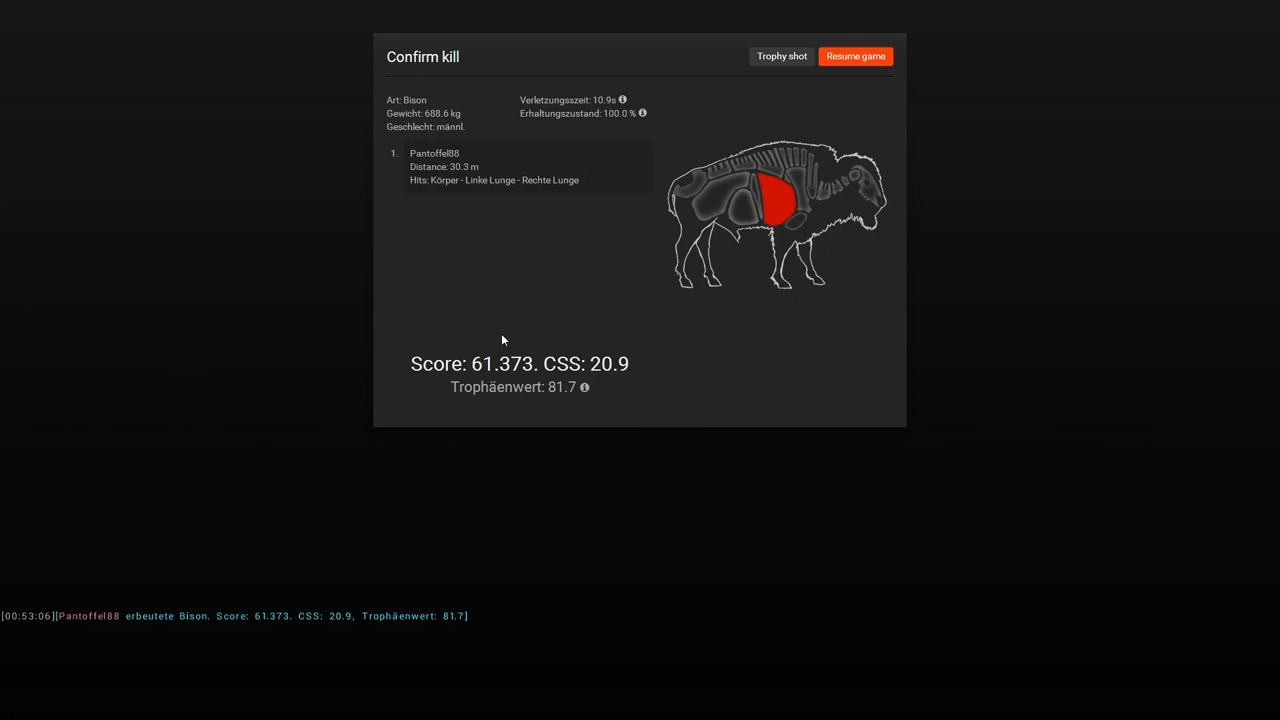 Confirm kill
Trophy shot
Resume game
Art: Bison
Gewicht: 688.6 kg
Geschlecht: männl.
Verletzungsszeit: 10.9s
Erhaltungszustand: 100.0 %
1.
Pantoffel88
Distance: 30.3 m
Hits: Körper - Linke Lunge - Rechte Lunge
Score: 61.373. CSS: 20.9
Trophäenwert: 81.7
[00:53:06][Pantoffel88 erbeutete Bison. Score: 61.373. CSS: 20.9, Trophäenwert: 81.7]